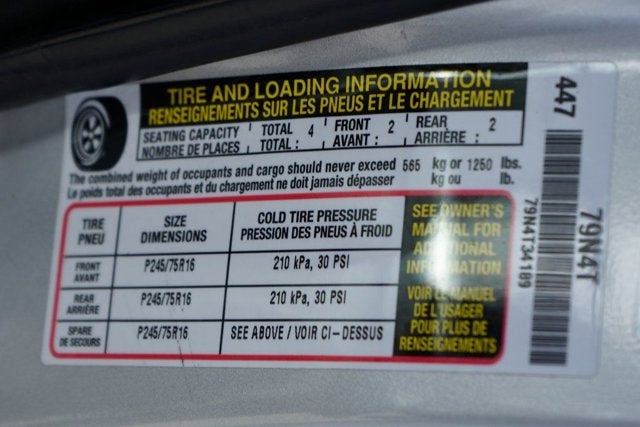 TIRE AND LOADING INFORMATION
RENSEIGNEMENTS SUR LES PNEUS ET LE CHARGEMENT
SEATING CAPACITY TOTAL 4 FRONT 2 REAR 2
NOMBRE DE PLACES TOTAL : AVANT : ARRIÈRE :
The combined weight of occupants and cargo should never exceed 565 kg or 1250 lbs.
Le poids total des occupants et du chargement ne doit jamais dépasser kg ou lb.
TIRE SIZE COLD TIRE PRESSURE
PNEU DIMENSIONS PRESSION DES PNEUS À FROID
FRONT P245/75R16 210 kPa, 30 PSI
AVANT
REAR P245/75R16 210 kPa, 30 PSI
ARRIÈRE
SPARE P245/75R16 SEE ABOVE / VOIR CI-DESSUS
DE SECOURS
SEE OWNER'S
MANUAL FOR
ADDITIONAL
INFORMATION
VOIR LE MANUEL
DE L'USAGER
POUR PLUS DE
RENSEIGNEMENTS
447
79N4T
79N4T34189